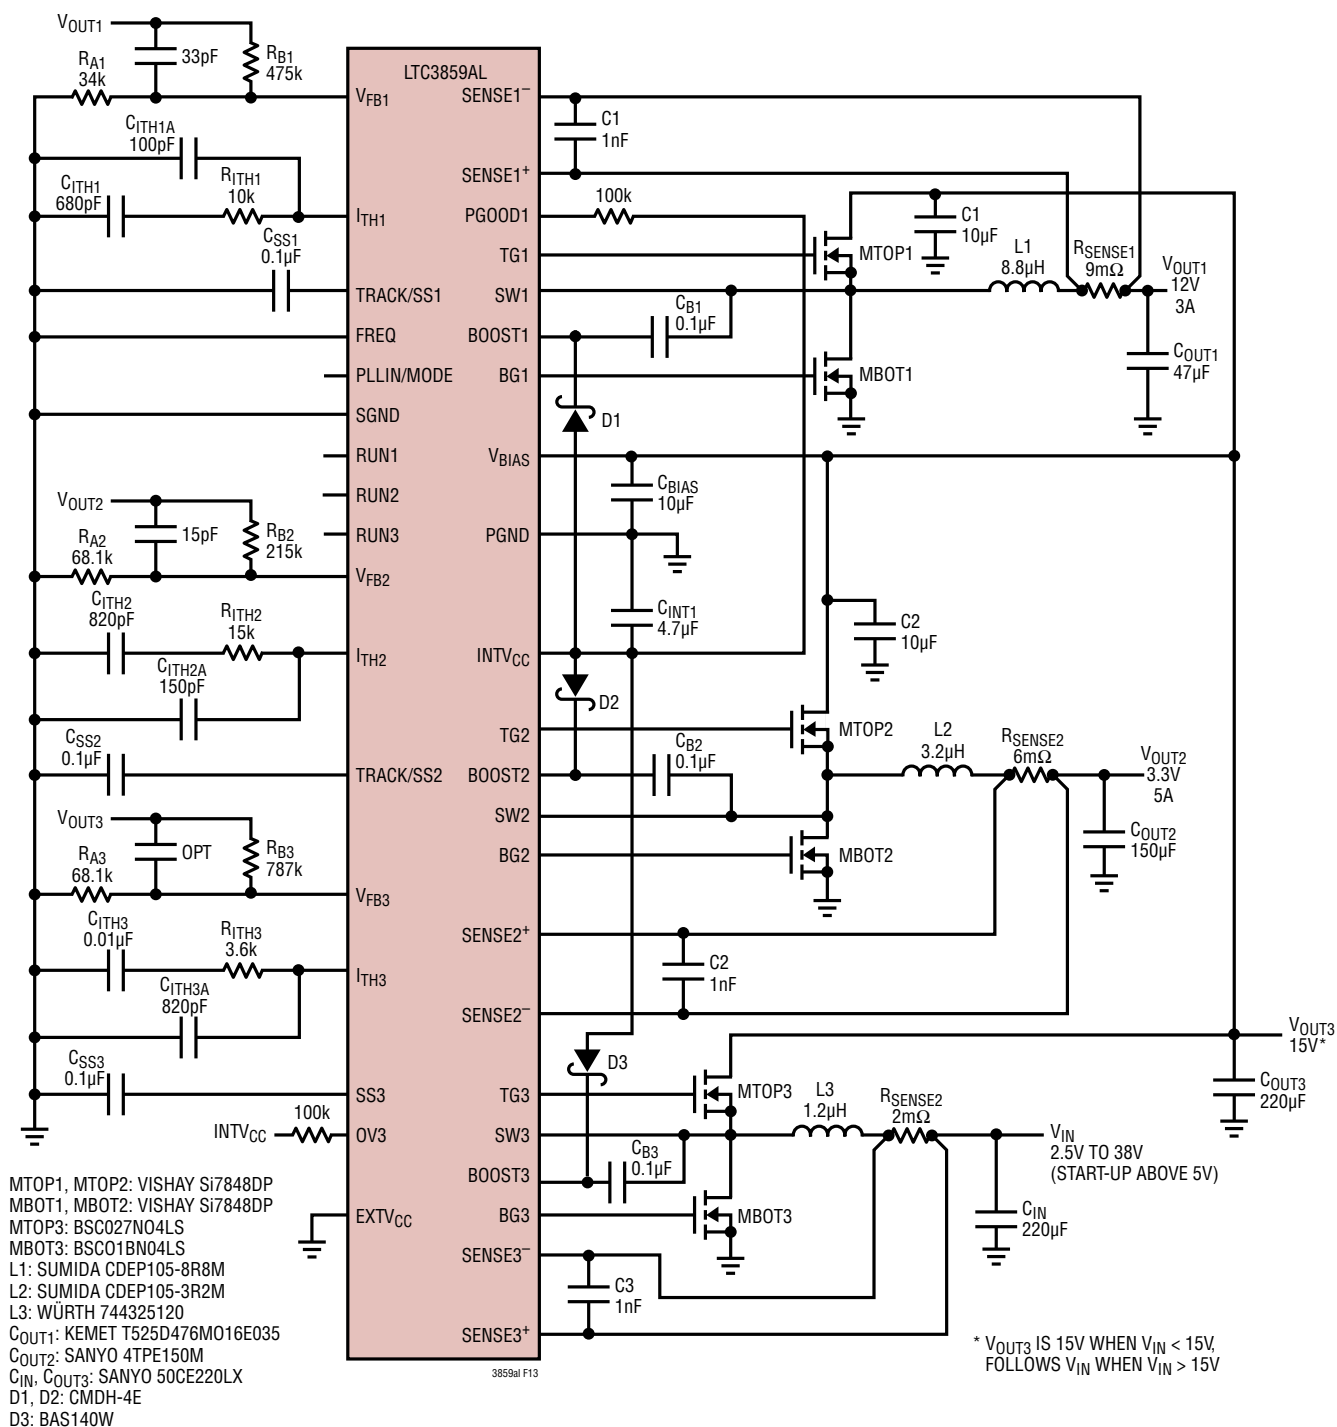 VOUT1
33pF
RB1
475k
RA1
34k
CITH1A
100pF
CITH1
680pF
RITH1
10k
CSS1
0.1µF
VOUT2
15pF
RB2
215k
RA2
68.1k
CITH2
820pF
RITH2
15k
CITH2A
150pF
CSS2
0.1µF
VOUT3
OPT
RB3
787k
RA3
68.1k
CITH3
0.01µF
RITH3
3.6k
CITH3A
820pF
CSS3
0.1µF
INTVCC
100k
LTC3859AL
VFB1
ITH1
TRACK/SS1
FREQ
PLLIN/MODE
SGND
RUN1
RUN2
RUN3
VFB2
ITH2
TRACK/SS2
VFB3
ITH3
SS3
OV3
EXTVCC
SENSE1–
SENSE1+
PGOOD1
TG1
SW1
BOOST1
BG1
VBIAS
PGND
INTVCC
TG2
BOOST2
SW2
BG2
SENSE2+
SENSE2–
TG3
SW3
BOOST3
BG3
SENSE3–
SENSE3+
C1
1nF
100k
MTOP1
C1
10µF
L1
8.8µH
RSENSE1
9mΩ
VOUT1
12V
3A
CB1
0.1µF
MBOT1
COUT1
47µF
D1
CBIAS
10µF
CINT1
4.7µF
C2
10µF
D2
MTOP2
L2
3.2µH
RSENSE2
6mΩ
VOUT2
3.3V
5A
CB2
0.1µF
MBOT2
COUT2
150µF
C2
1nF
D3
VOUT3
15V*
MTOP3
L3
1.2µH
RSENSE2
2mΩ
COUT3
220µF
VIN
2.5V TO 38V
(START-UP ABOVE 5V)
CB3
0.1µF
MBOT3
CIN
220µF
C3
1nF
MTOP1, MTOP2: VISHAY Si7848DP
MBOT1, MBOT2: VISHAY Si7848DP
MTOP3: BSC027NO4LS
MBOT3: BSCO1BN04LS
L1: SUMIDA CDEP105-8R8M
L2: SUMIDA CDEP105-3R2M
L3: WÜRTH 744325120
COUT1: KEMET T525D476MO16E035
COUT2: SANYO 4TPE150M
CIN, COUT3: SANYO 50CE220LX
D1, D2: CMDH-4E
D3: BAS140W
3859al F13
* VOUT3 IS 15V WHEN VIN < 15V,
FOLLOWS VIN WHEN VIN > 15V